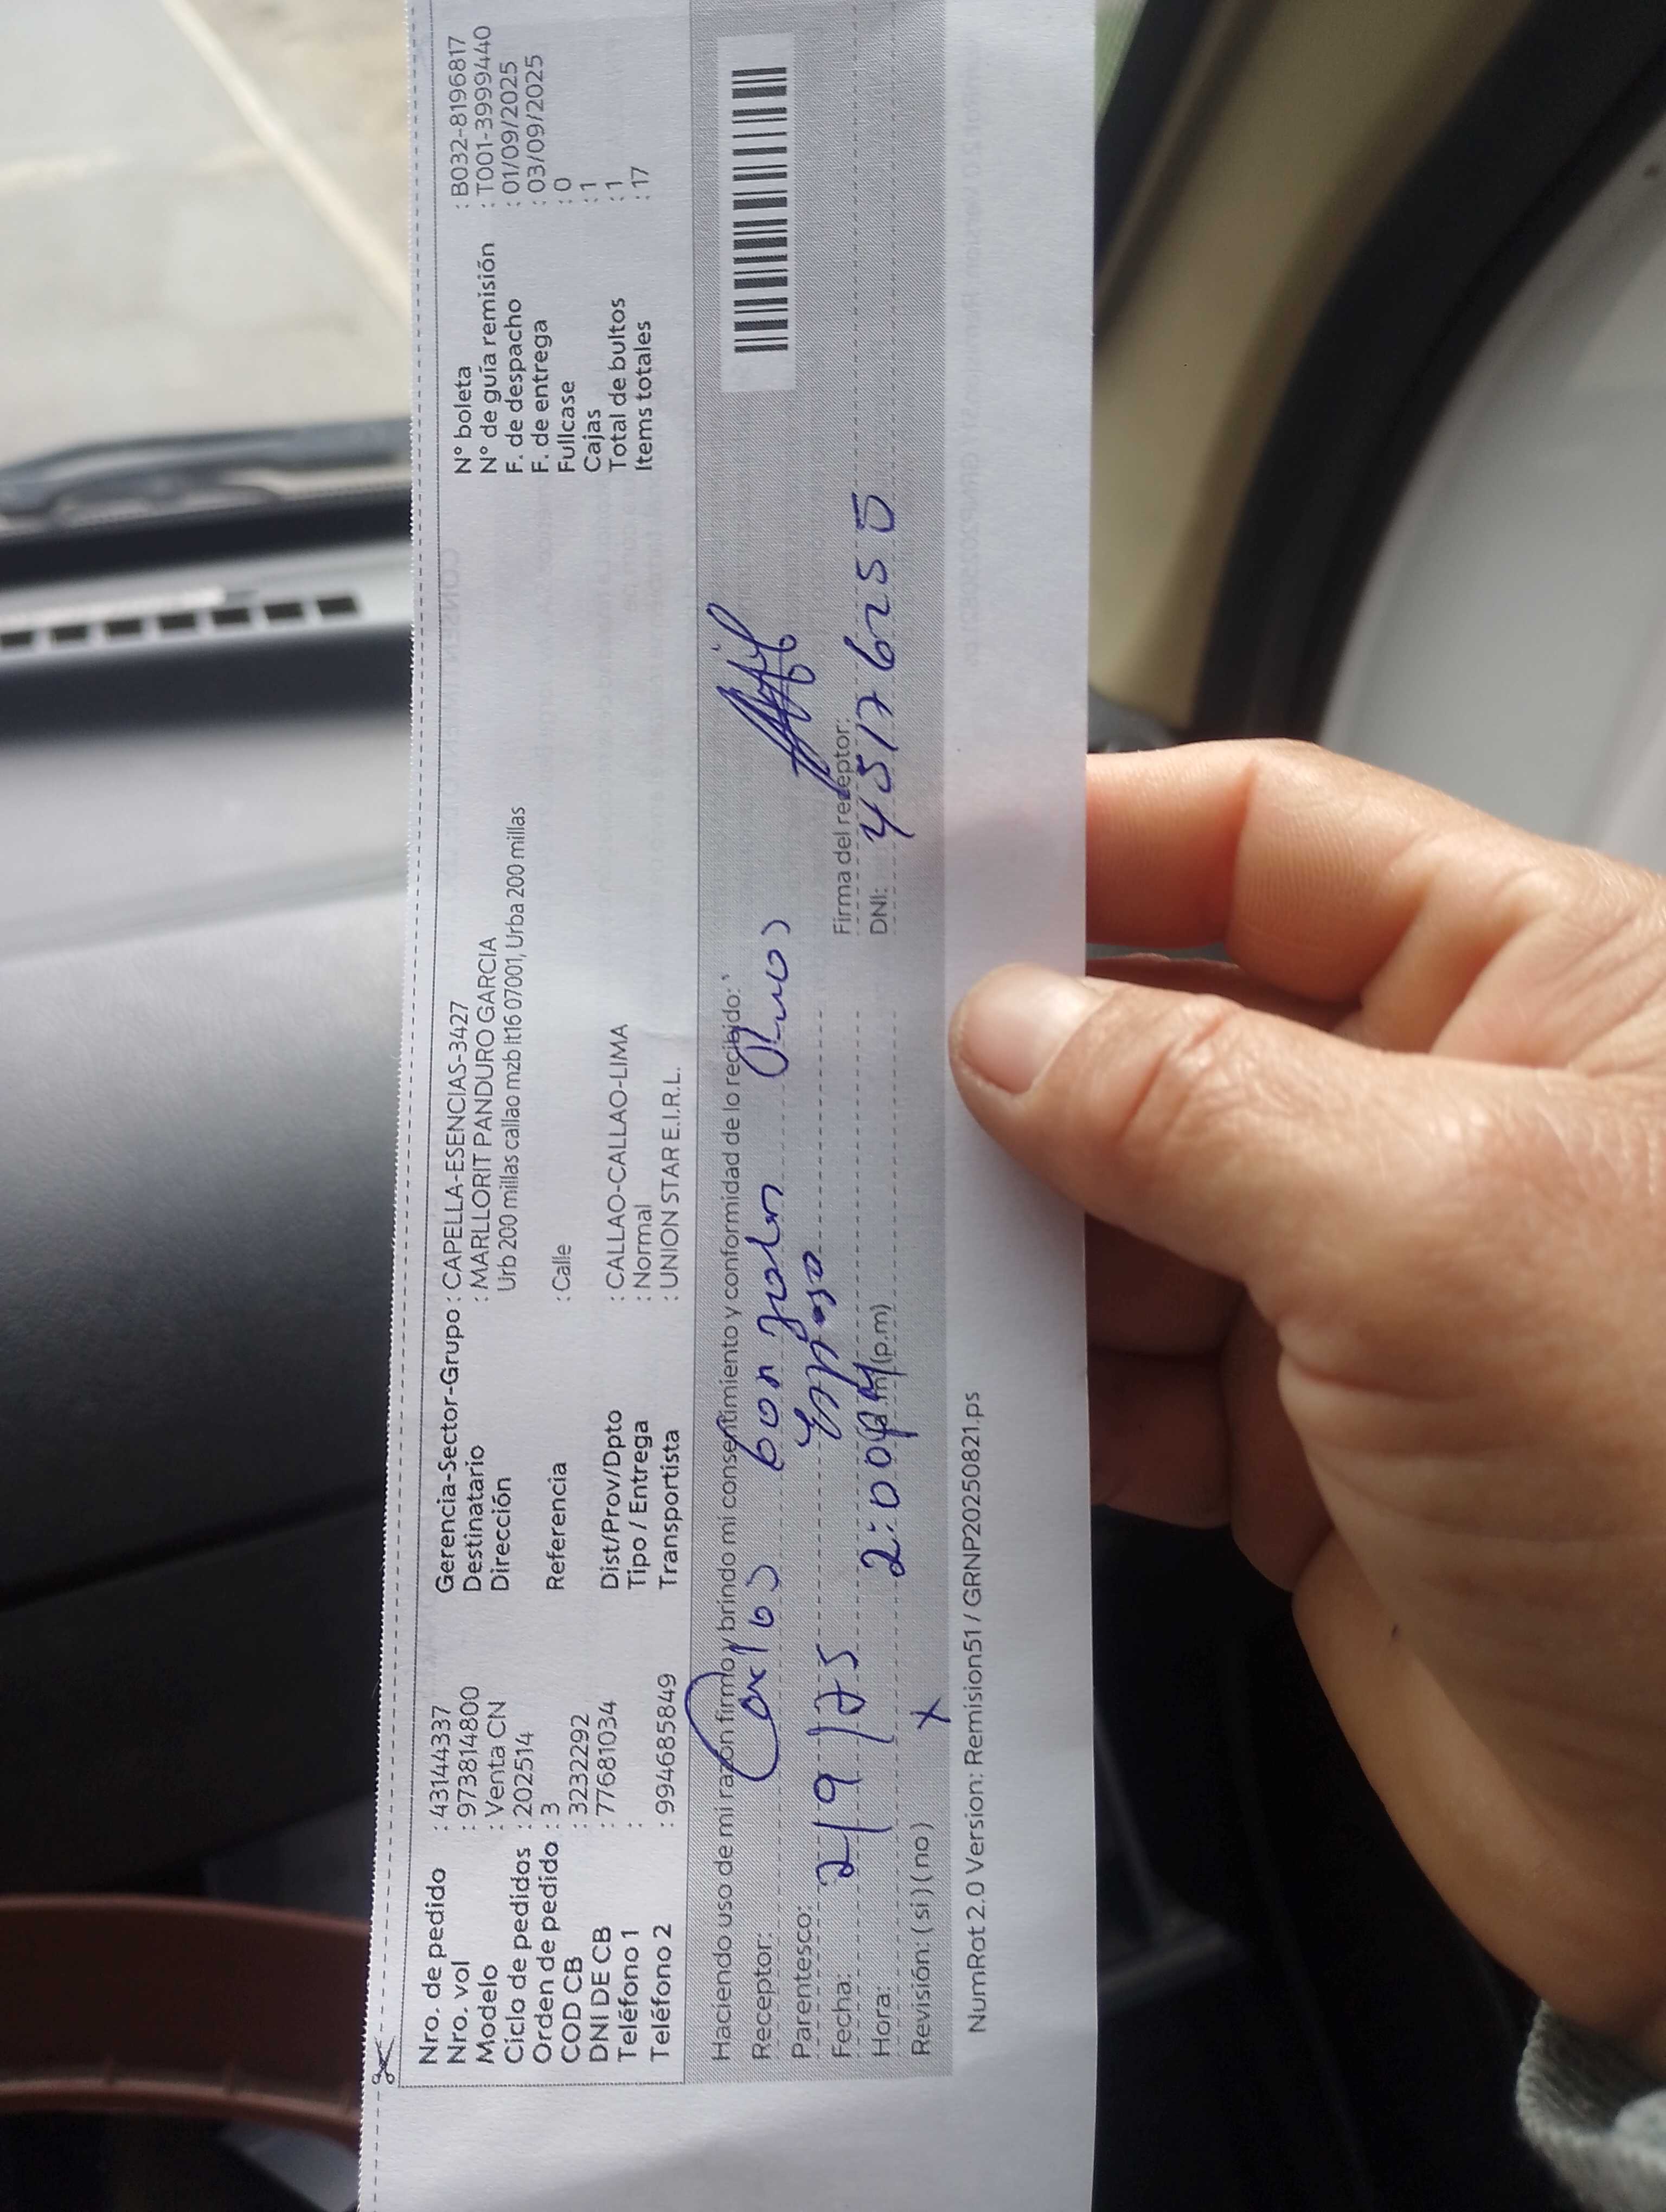 Nro. de pedido : 43144337
Nro. vol : 973814800
Modelo : Venta CN
Ciclo de pedidos : 202514
Orden de pedido : 3
COD CB : 3232292
DNI DE CB : 77681034
Teléfono 1 :
Teléfono 2 : 994685849
Gerencia-Sector-Grupo : CAPELLA-ESENCIAS-3427
Destinatario : MARLLORIT PANDURO GARCIA
Dirección Urb 200 millas callao mzb lt16 07001, Urba 200 millas
Referencia : Calle
Dist/Prov/Dpto : CALLAO-CALLAO-LIMA
Tipo / Entrega : Normal
Transportista : UNION STAR E.I.R.L.
N° boleta : B032-8196817
N° de guía remisión : T001-3999440
F. de despacho : 01/09/2025
F. de entrega : 03/09/2025
Fullcase : 0
Cajas : 1
Total de bultos : 1
Items totales : 17
Haciendo uso de mi razón firmo y brindo mi consentimiento y conformidad de lo recibido:
Receptor: Carlos
Parentesco:
Fecha: 2/9/25
Hora: 2:00 PM (p.m)
Revisión: (si) (no) X
Firma del receptor:
DNI: 45176255
NumRot 2.0 Version: Remision51 / GRNP20250821.ps